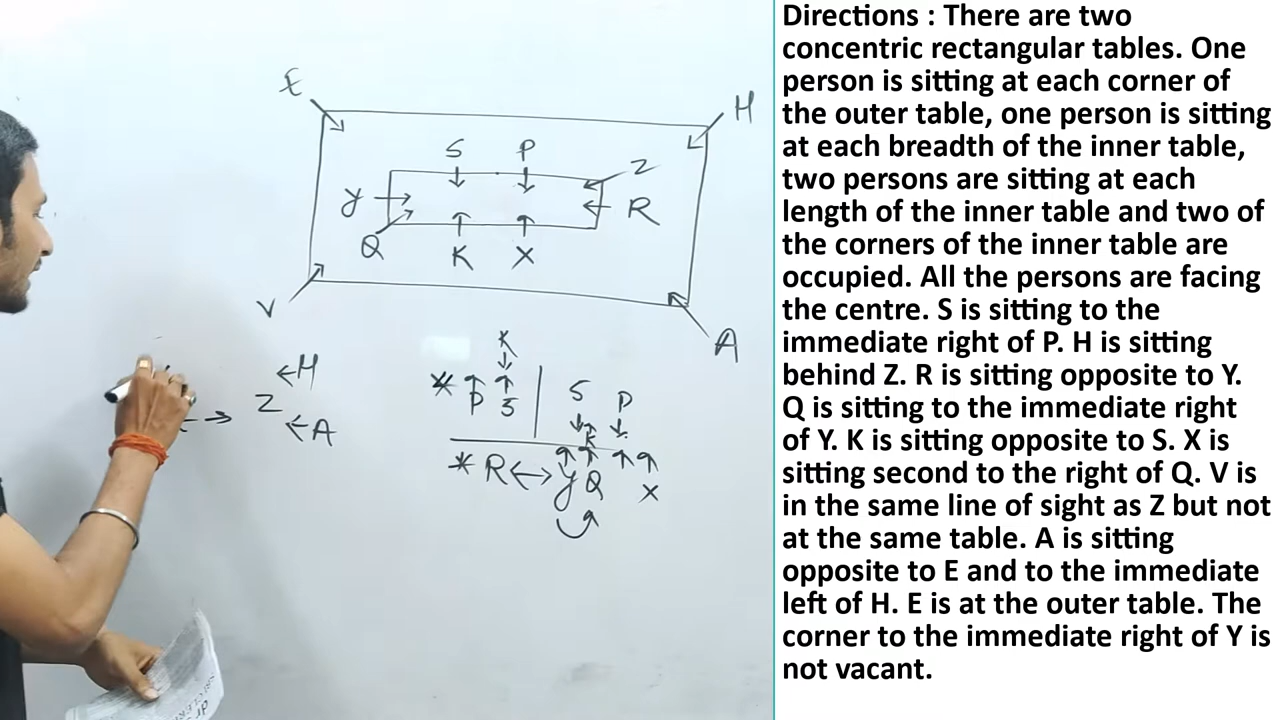 E
H
S P
Z
Y
R
Q
K X
V
A
K
H
P S
S P
Z
A
K
* R Y Q X
Directions : There are two
concentric rectangular tables. One
person is sitting at each corner of
the outer table, one person is sitting
at each breadth of the inner table,
two persons are sitting at each
length of the inner table and two of
the corners of the inner table are
occupied. All the persons are facing
the centre. S is sitting to the
immediate right of P. H is sitting
behind Z. R is sitting opposite to Y.
Q is sitting to the immediate right
of Y. K is sitting opposite to S. X is
sitting second to the right of Q. V is
in the same line of sight as Z but not
at the same table. A is sitting
opposite to E and to the immediate
left of H. E is at the outer table. The
corner to the immediate right of Y is
not vacant.